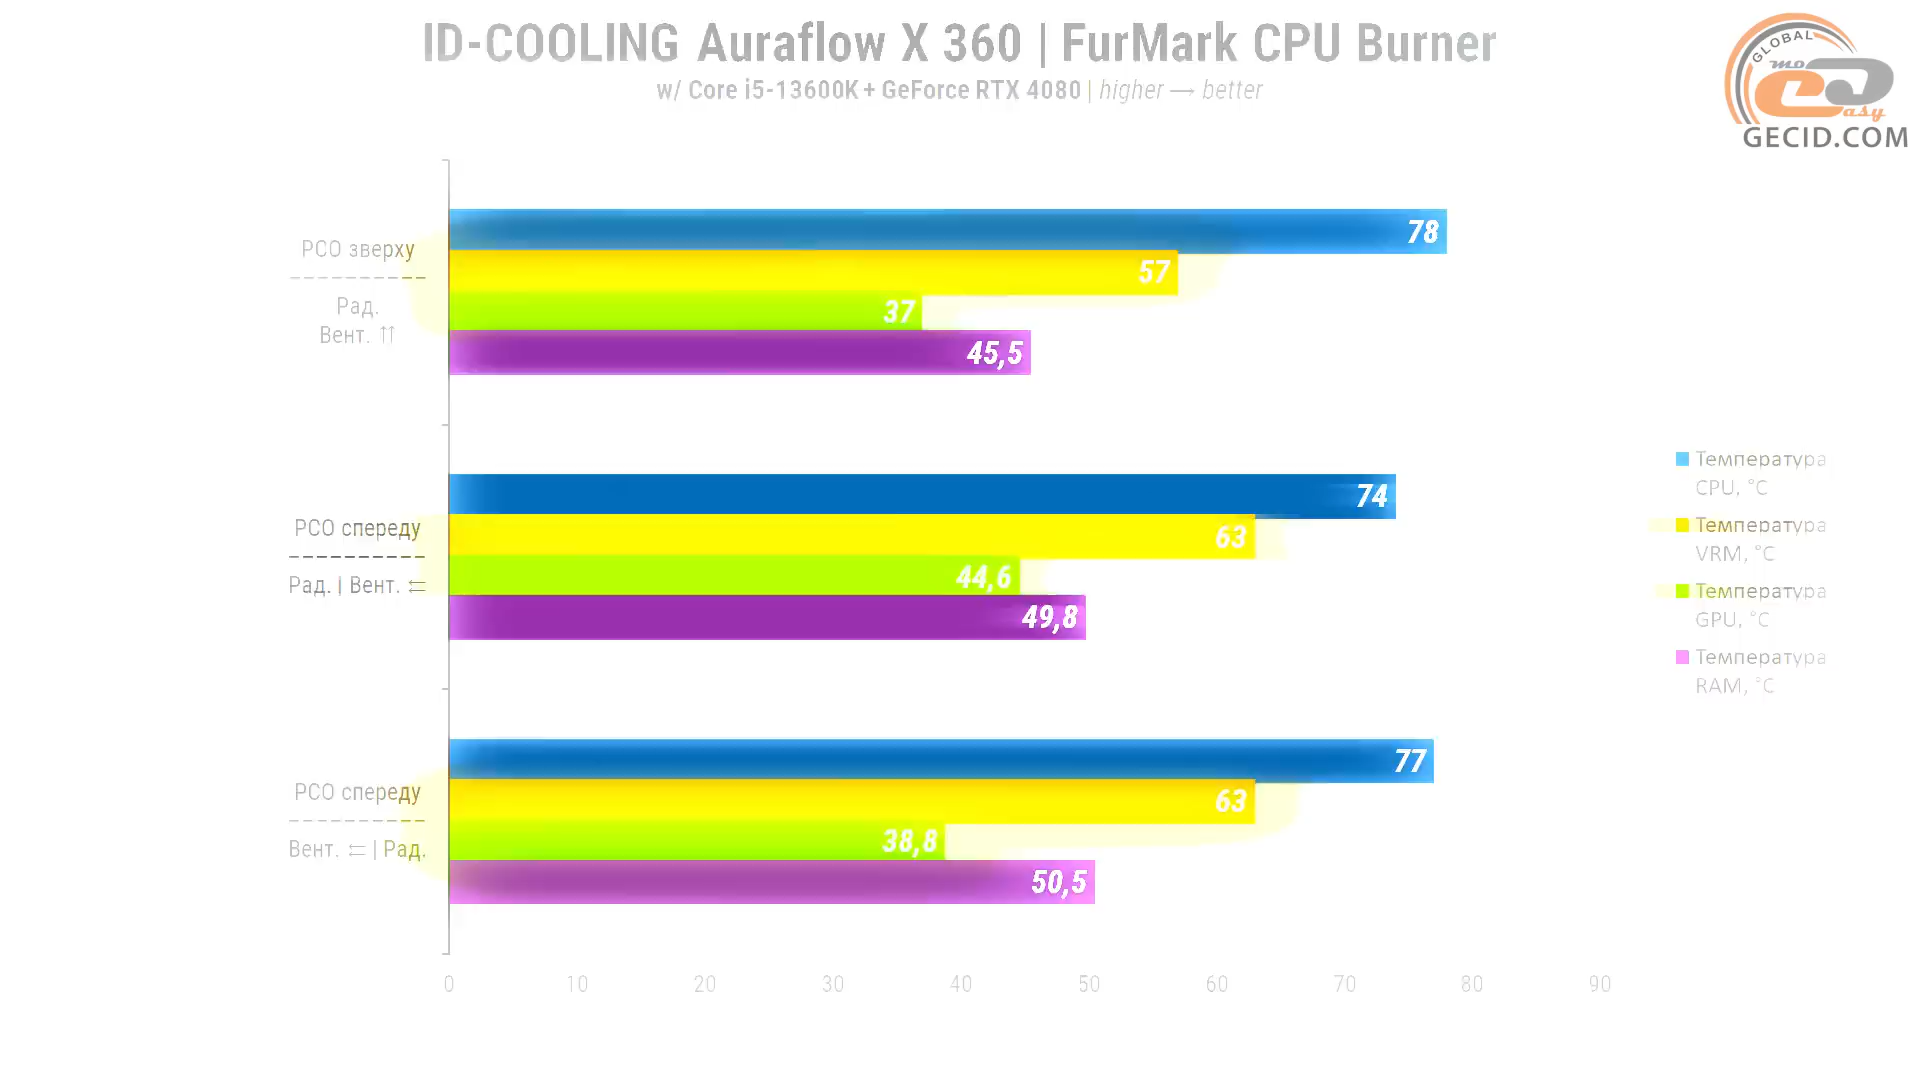 ID-COOLING Auraflow X 360 | FurMark CPU Burner
w/ Core i5-13600K + GeForce RTX 4080 | higher → better
GLOBAL
mo
easy
GECID.COM
РСО зверху
Рад.
Вент. ⇈
78
57
37
45,5
РСО спереду
Рад. | Вент. ⇇
74
63
44,6
49,8
РСО спереду
Вент. ⇇ | Рад.
77
63
38,8
50,5
0 10 20 30 40 50 60 70 80 90
Температура
CPU, °C
Температура
VRM, °C
Температура
GPU, °C
Температура
RAM, °C